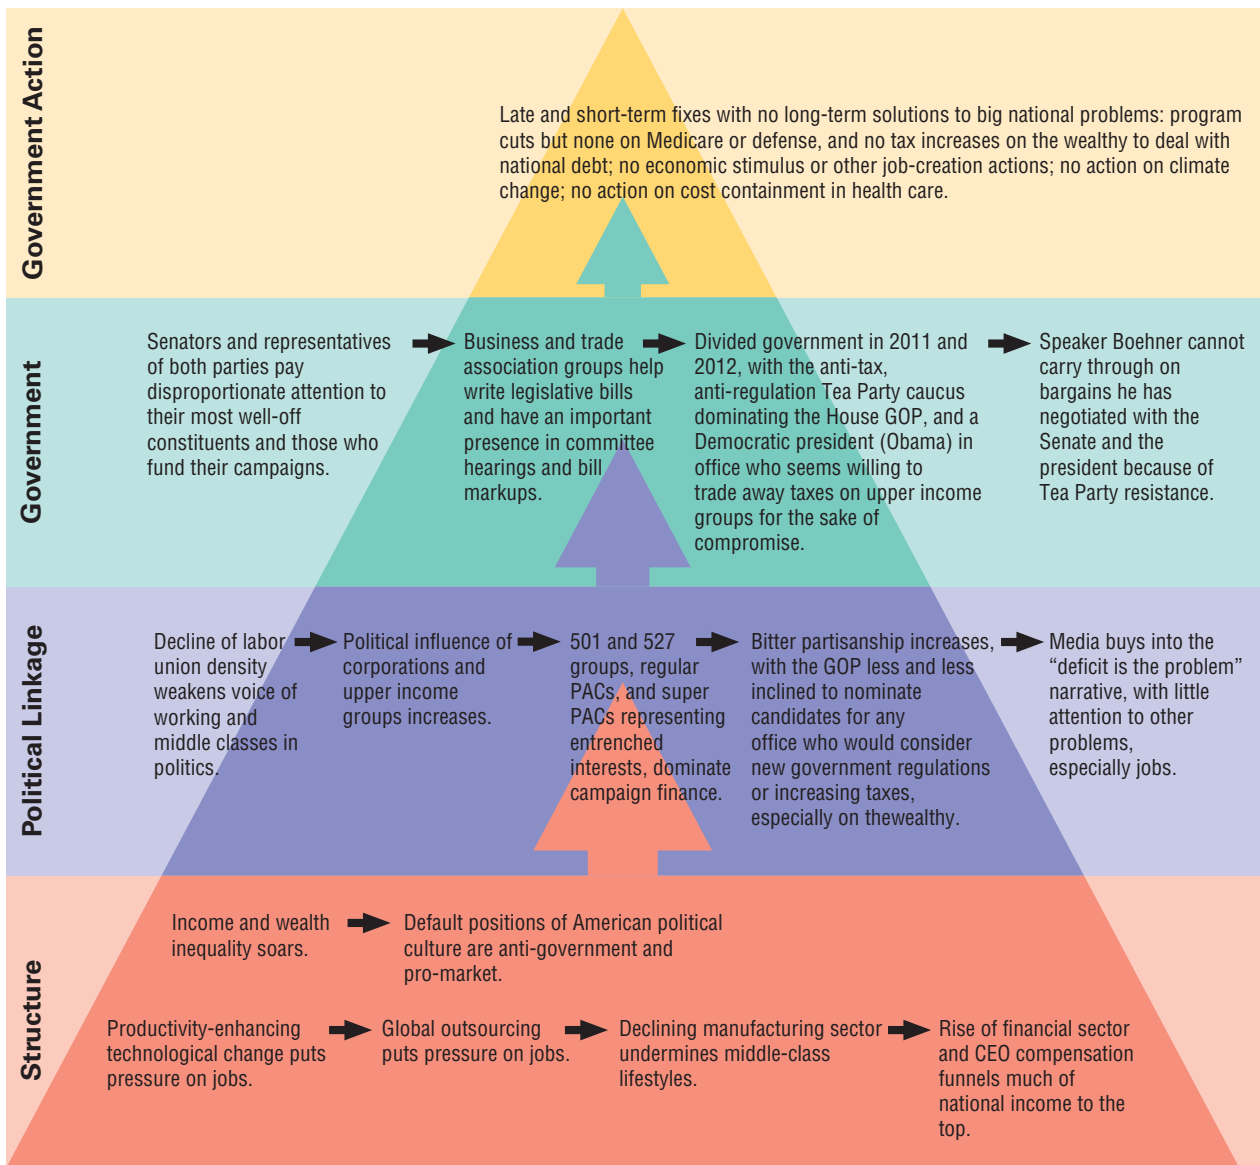 Government Action
Late and short-term fixes with no long-term solutions to big national problems: program
cuts but none on Medicare or defense, and no tax increases on the wealthy to deal with
national debt; no economic stimulus or other job-creation actions; no action on climate
change; no action on cost containment in health care.
Government
Senators and representatives
of both parties pay
disproportionate attention to
their most well-off
constituents and those who
fund their campaigns.
Business and trade
association groups help
write legislative bills
and have an important
presence in committee
hearings and bill
markups.
Divided government in 2011 and
2012, with the anti-tax,
anti-regulation Tea Party caucus
dominating the House GOP, and a
Democratic president (Obama) in
office who seems willing to
trade away taxes on upper income
groups for the sake of
compromise.
Speaker Boehner cannot
carry through on
bargains he has
negotiated with the
Senate and the
president because of
Tea Party resistance.
Political Linkage
Decline of labor
union density
weakens voice of
working and
middle classes in
politics.
Political influence of
corporations and
upper income
groups increases.
501 and 527
groups, regular
PACs, and super
PACs representing
entrenched
interests, dominate
campaign finance.
Bitter partisanship increases,
with the GOP less and less
inclined to nominate
candidates for any
office who would consider
new government regulations
or increasing taxes,
especially on thewealthy.
Media buys into the
“deficit is the problem”
narrative, with little
attention to other
problems,
especially jobs.
Structure
Income and wealth
inequality soars.
Default positions of American political
culture are anti-government and
pro-market.
Productivity-enhancing
technological change puts
pressure on jobs.
Global outsourcing
puts pressure on jobs.
Declining manufacturing sector
undermines middle-class
lifestyles.
Rise of financial sector
and CEO compensation
funnels much of
national income to the
top.